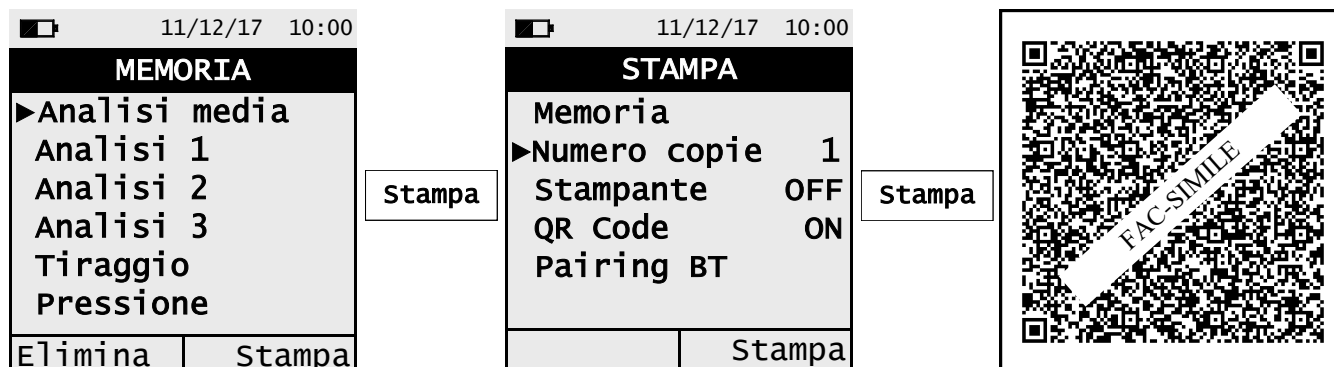 11/12/17 10:00
MEMORIA
►Analisi media
Analisi 1
Analisi 2
Analisi 3
Tiraggio
Pressione
Elimina Stampa
Stampa
11/12/17 10:00
STAMPA
Memoria
►Numero copie 1
Stampante OFF
QR Code ON
Pairing BT
Stampa
Stampa
FAC-SIMILE